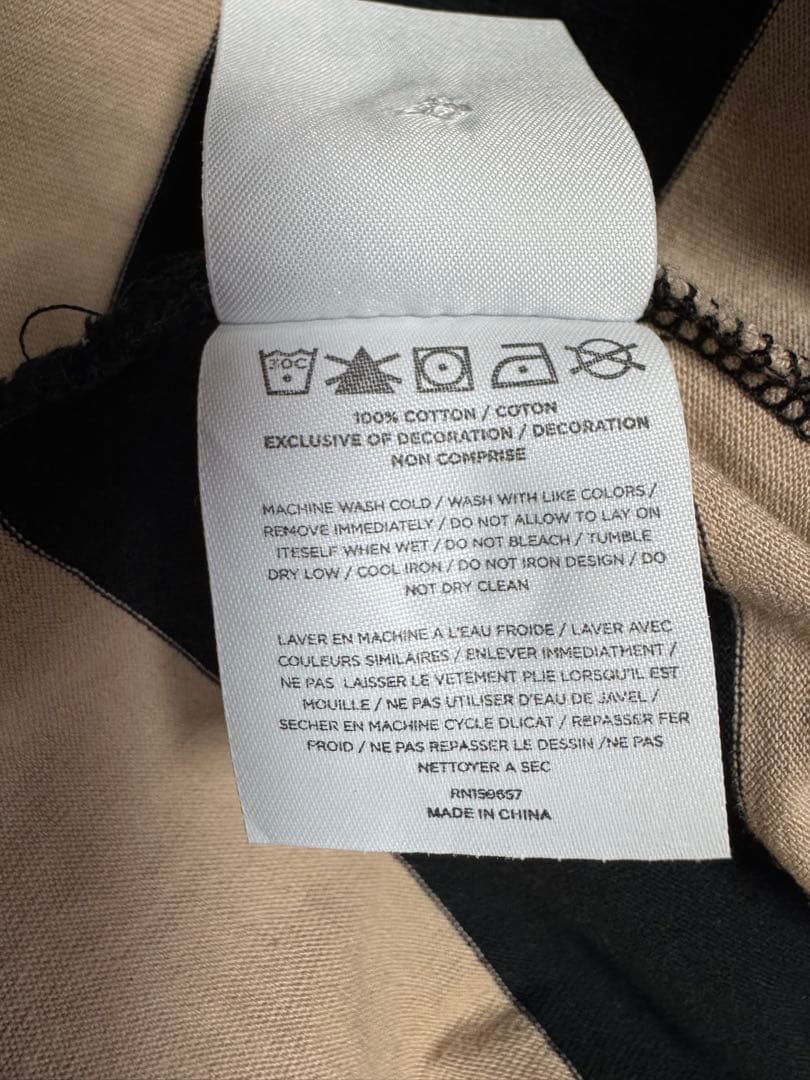 30C
100% COTTON / COTON
EXCLUSIVE OF DECORATION / DECORATION
NON COMPRISE
MACHINE WASH COLD / WASH WITH LIKE COLORS /
REMOVE IMMEDIATELY / DO NOT ALLOW TO LAY ON
ITESELF WHEN WET / DO NOT BLEACH / TUMBLE
DRY LOW / COOL IRON / DO NOT IRON DESIGN / DO
NOT DRY CLEAN
LAVER EN MACHINE A L'EAU FROIDE / LAVER AVEC
COULEURS SIMILAIRES / ENLEVER IMMEDIATMENT /
NE PAS LAISSER LE VETEMENT PLIE LORSQU'IL EST
MOUILLE / NE PAS UTILISER D'EAU DE JAVEL /
SECHER EN MACHINE CYCLE DLICAT / REPASSER FER
FROID / NE PAS REPASSER LE DESSIN /NE PAS
NETTOYER A SEC
RN159657
MADE IN CHINA